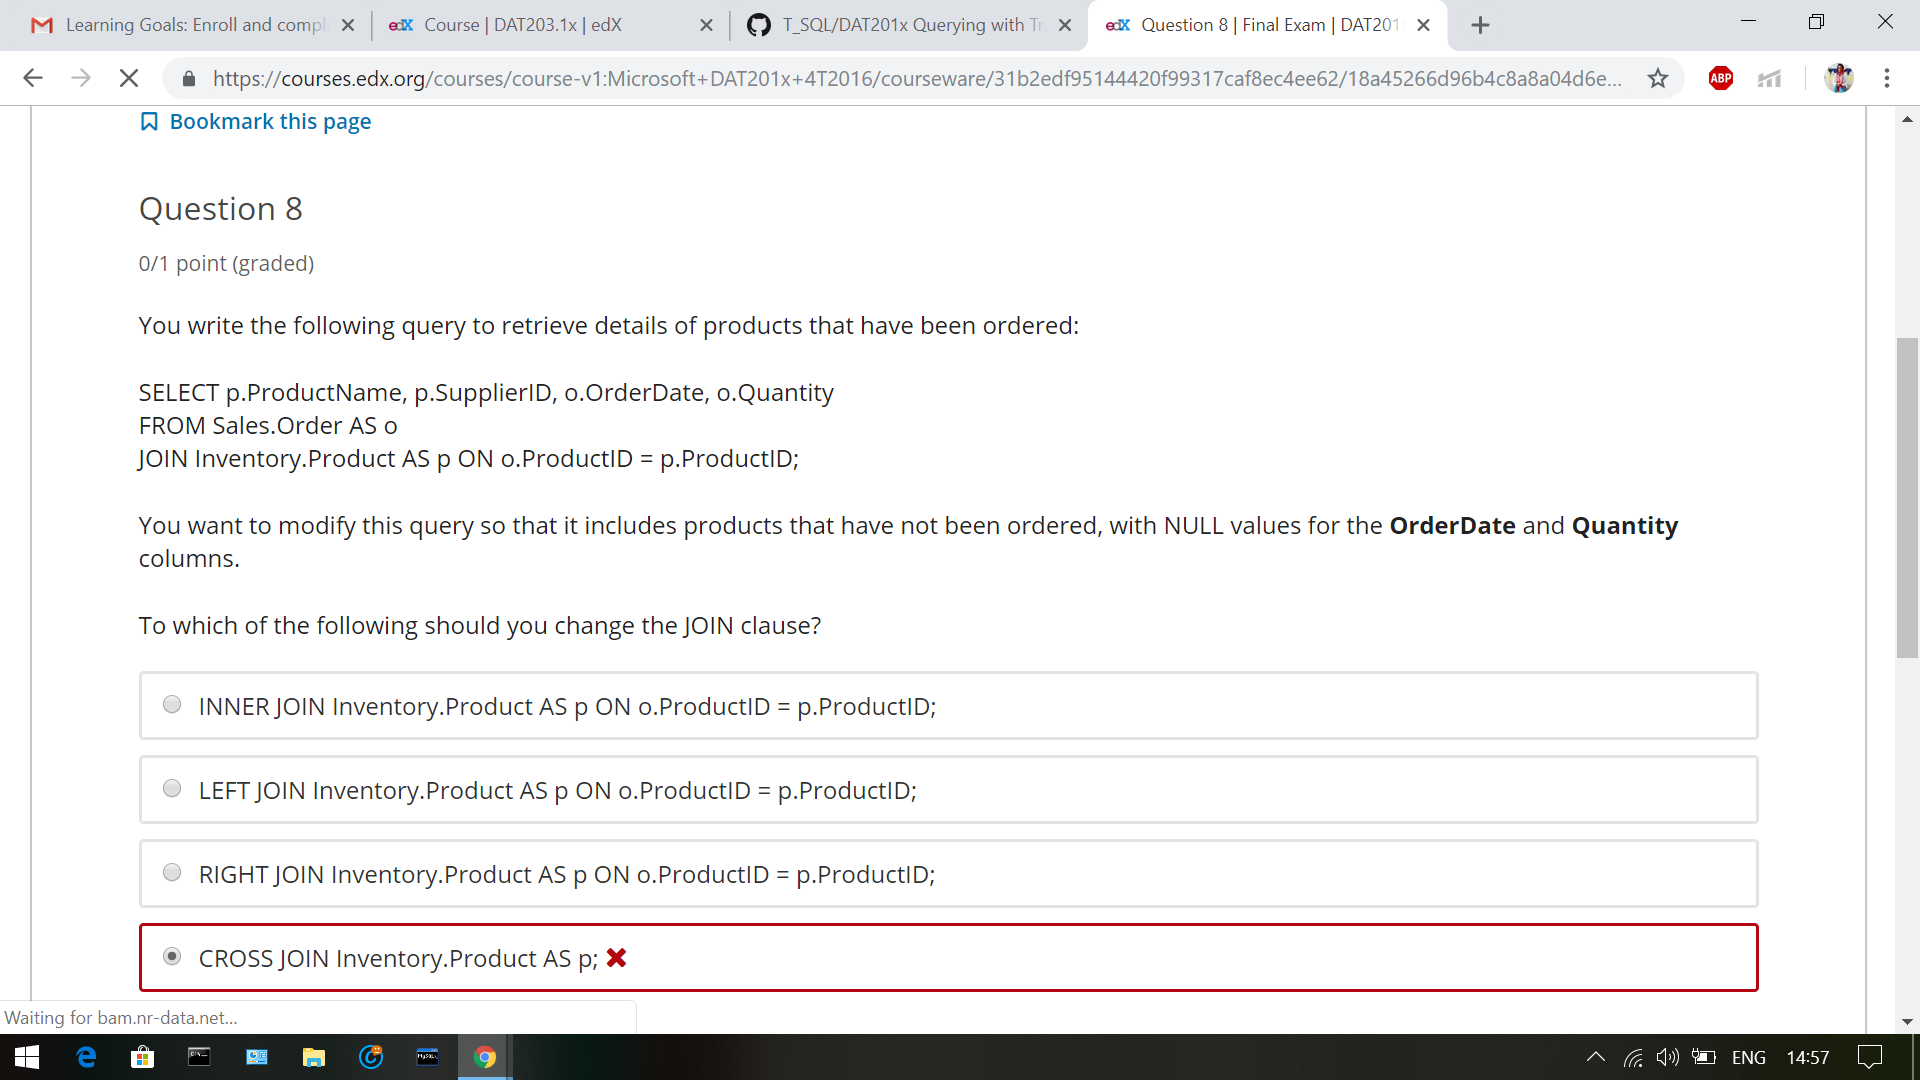 Learning Goals: Enroll and compl
edX Course | DAT203.1x | edX
T_SQL/DAT201x Querying with Tr
edX Question 8 | Final Exam | DAT201
https://courses.edx.org/courses/course-v1:Microsoft+DAT201x+4T2016/courseware/31b2edf95144420f99317caf8ec4ee62/18a45266d96b4c8a8a04d6e...
ABP
Bookmark this page
Question 8
0/1 point (graded)
You write the following query to retrieve details of products that have been ordered:
SELECT p.ProductName, p.SupplierID, o.OrderDate, o.Quantity
FROM Sales.Order AS o
JOIN Inventory.Product AS p ON o.ProductID = p.ProductID;
You want to modify this query so that it includes products that have not been ordered, with NULL values for the OrderDate and Quantity
columns.
To which of the following should you change the JOIN clause?
INNER JOIN Inventory.Product AS p ON o.ProductID = p.ProductID;
LEFT JOIN Inventory.Product AS p ON o.ProductID = p.ProductID;
RIGHT JOIN Inventory.Product AS p ON o.ProductID = p.ProductID;
CROSS JOIN Inventory.Product AS p;
Waiting for bam.nr-data.net...
ENG 14:57